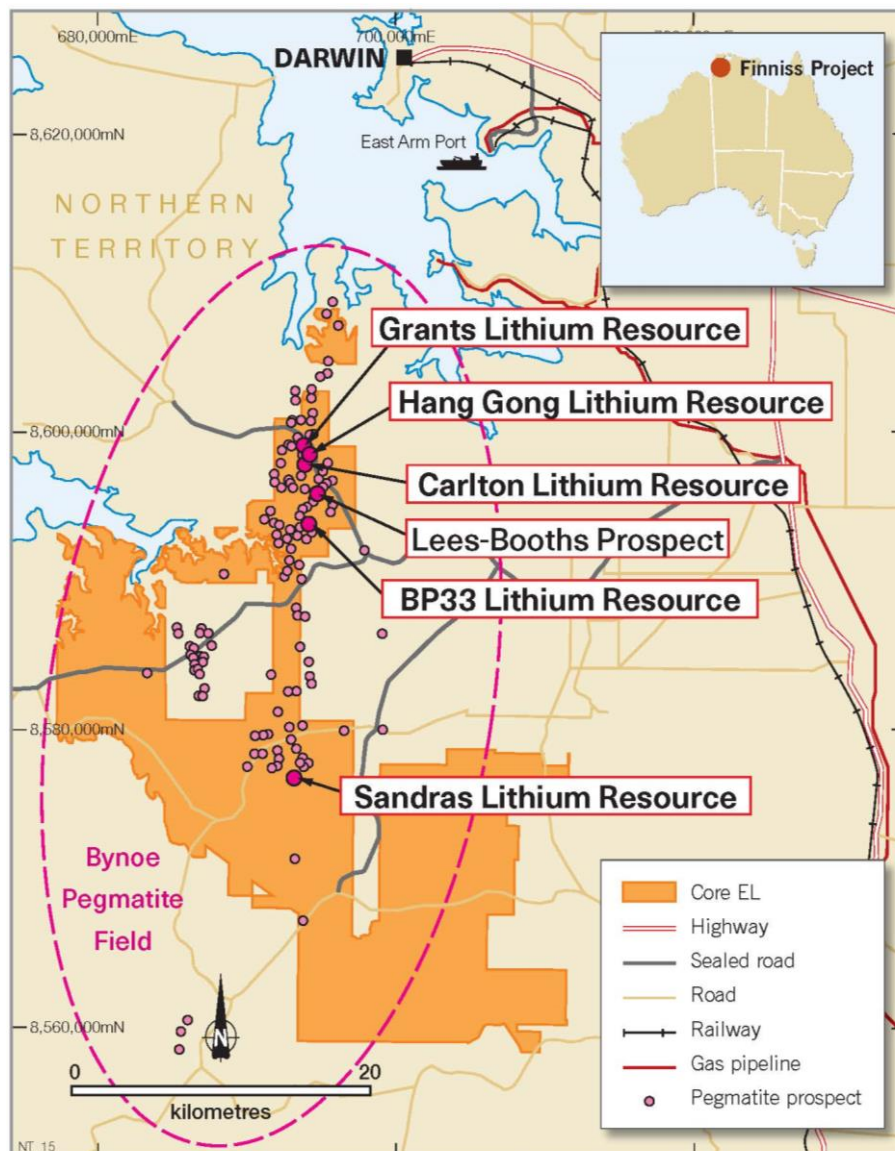 680,000mE
700,000mE
DARWIN
Finniss Project
8,620,000mN
East Arm Port
NORTHERN
TERRITORY
Grants Lithium Resource
Hang Gong Lithium Resource
8,600,000mN
Carlton Lithium Resource
Lees-Booths Prospect
BP33 Lithium Resource
8,580,000mN
Sandras Lithium Resource
Bynoe
Pegmatite
Field
Core EL
Highway
Sealed road
Road
Railway
Gas pipeline
Pegmatite prospect
8,560,000mN
N
0 20
kilometres
NT_15